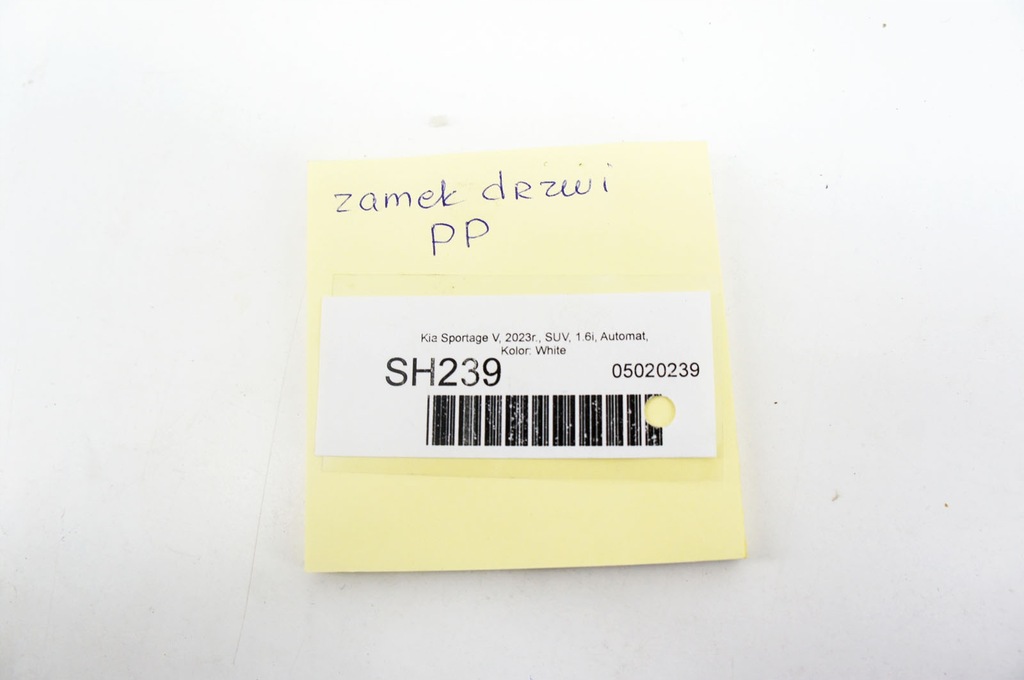 zamek drzwi
PP
Kia Sportage V, 2023r., SUV, 1.6i, Automat,
Kolor: White
SH239
05020239